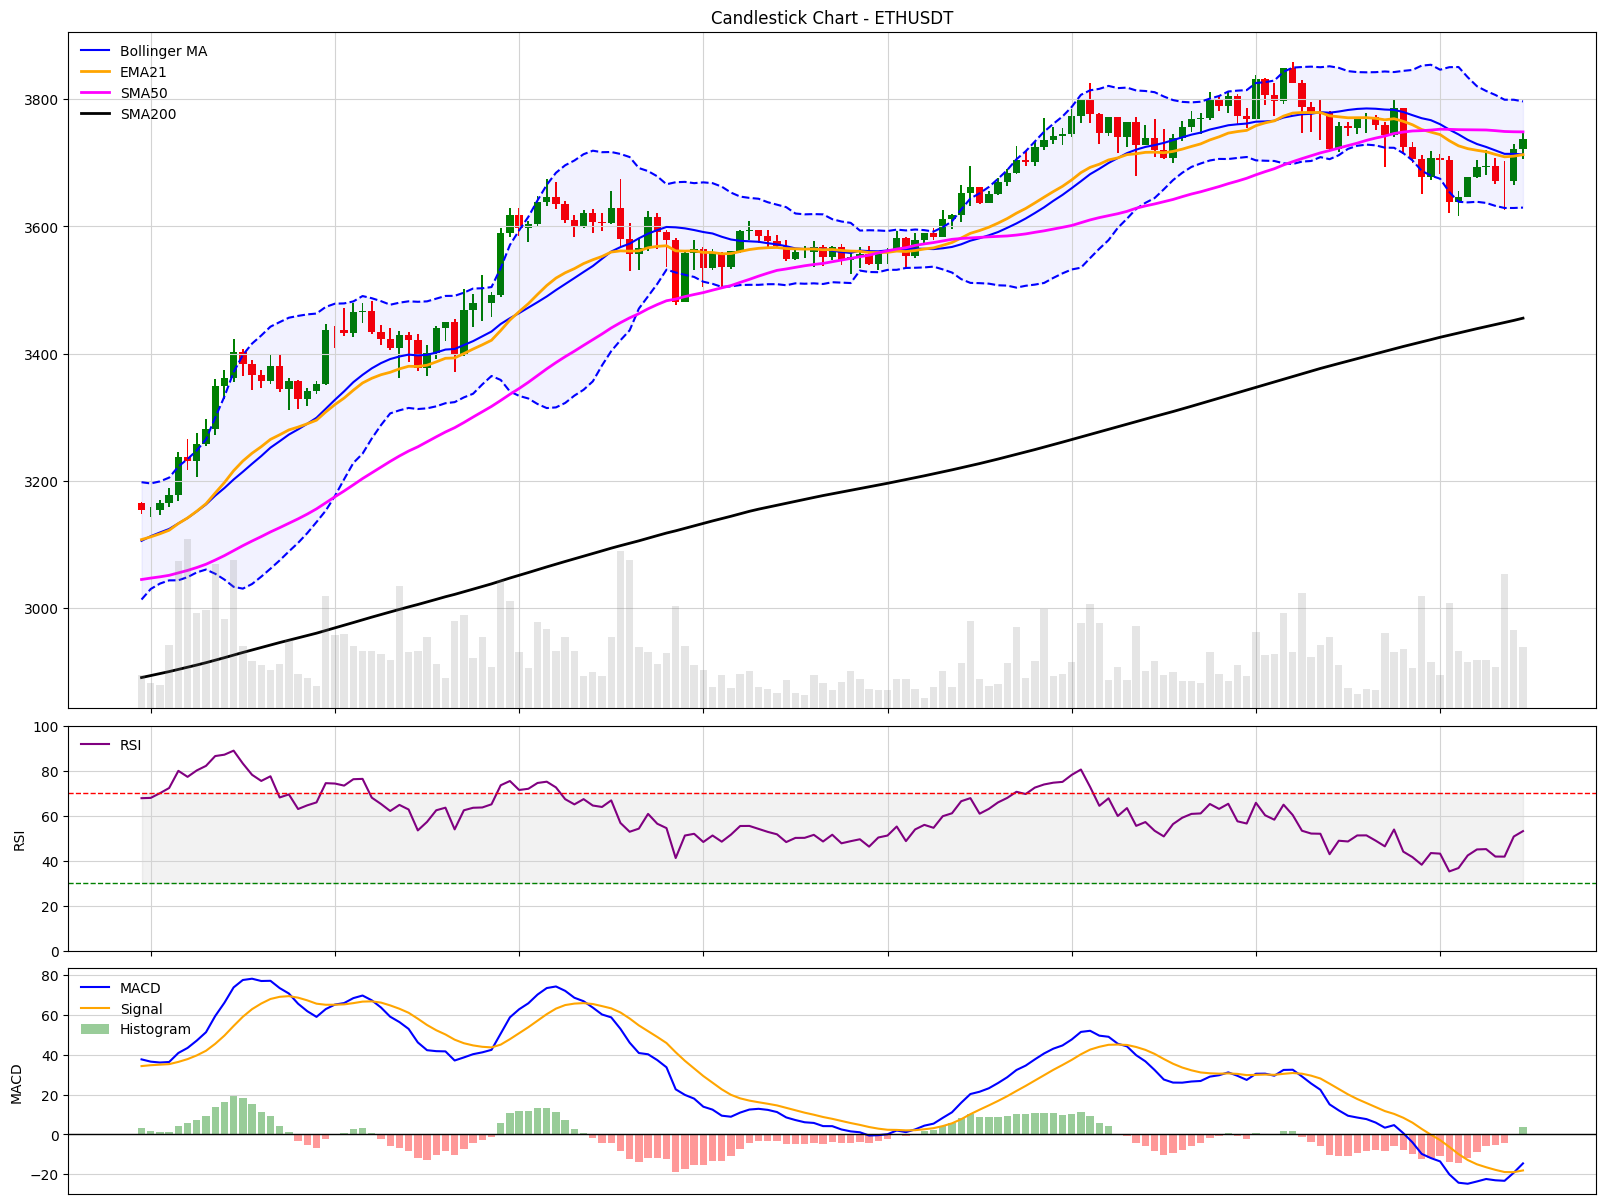 Candlestick Chart - ETHUSDT
Bollinger MA
EMA21
SMA50
SMA200
3800
3600
3400
3200
3000
RSI
100
80
60
40
20
0
RSI
MACD
Signal
Histogram
80
60
40
20
0
−20
MACD